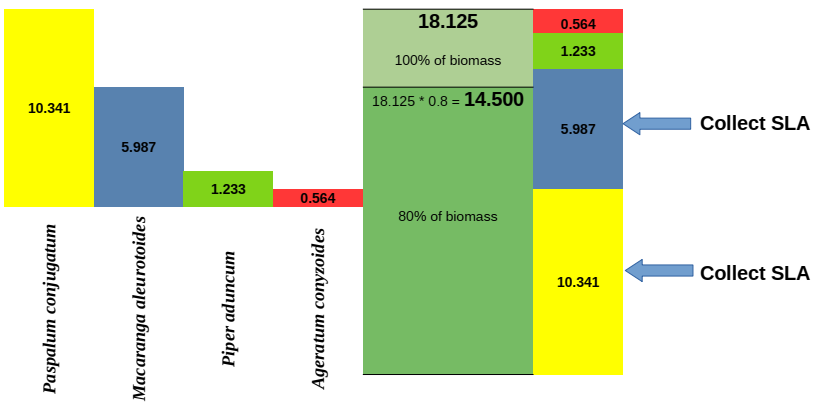 10.341
5.987
1.233
0.564
Paspalum conjugatum
Macaranga aleurotoides
Piper aduncum
Ageratum conyzoides
18.125
100% of biomass
18.125 * 0.8 = 14.500
80% of biomass
0.564
1.233
5.987
10.341
Collect SLA
Collect SLA